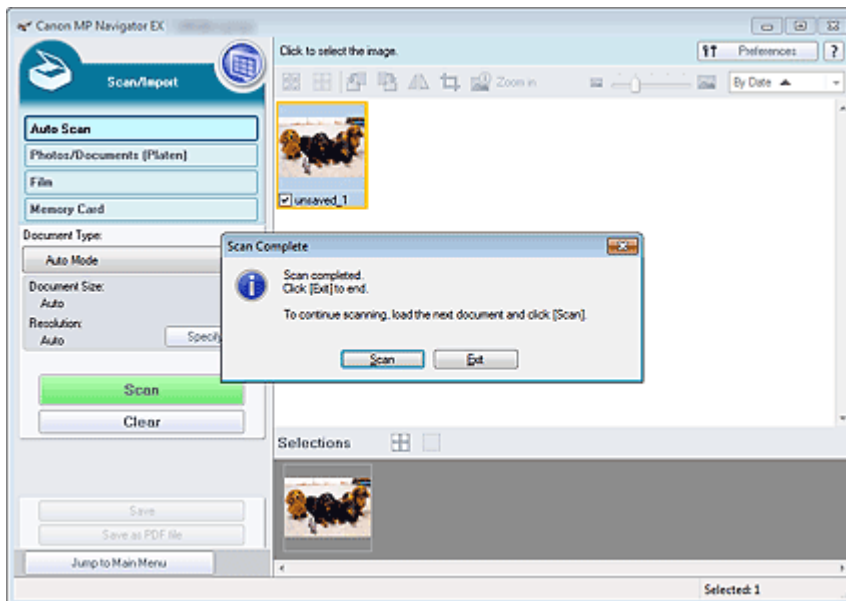 Canon MP Navigator EX
Scan/Import
Click to select the image.
Preferences
?
Zoom in
By Date
Auto Scan
Photos/Documents (Platen)
Film
Memory Card
unsaved_1
Document Type:
Auto Mode
Document Size:
Auto
Resolution:
Auto
Specify
Scan Complete
Scan completed.
Click [Exit] to end.
To continue scanning, load the next document and click [Scan].
Scan
Exit
Scan
Clear
Selections
Save
Save as PDF file
Jump to Main Menu
Selected: 1